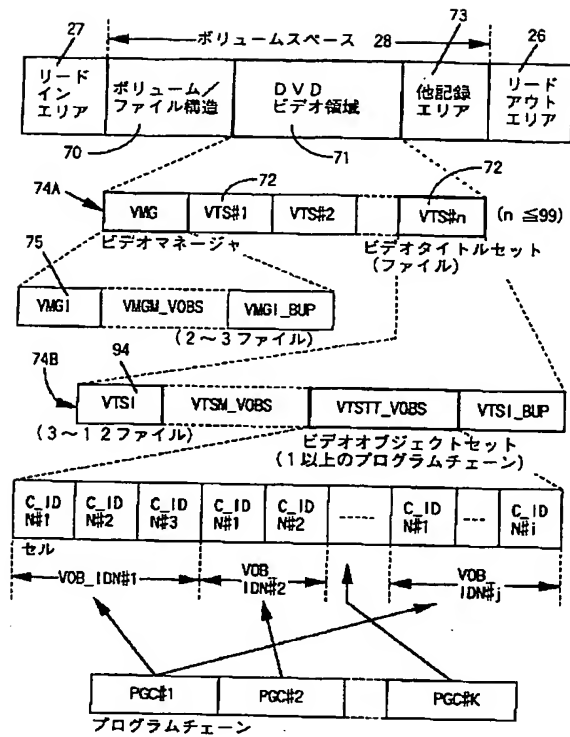 27
ボリュームスペース 28
73
26
リード
イン
エリア
ボリューム/
ファイル構造
DVD
ビデオ領域
他記録
エリア
リード
アウト
エリア
70
71
72
72
74A
VMG
VTS#1
VTS#2
VTS#n
(n ≦99)
ビデオマネージャ
ビデオタイトルセット
(ファイル)
75
VMGI
VMGM_VOBS
VMGI_BUP
(2~3ファイル)
94
74B
VTSI
VTSM_VOBS
VTSTT_VOBS
VTSI_BUP
(3~12ファイル)
ビデオオブジェクトセット
(1以上のプログラムチェーン)
C_ID
N#1
C_ID
N#2
C_ID
N#3
C_ID
N#1
C_ID
N#2
-----
C_ID
N#1
---
C_ID
N#i
セル
VOB_IDN#1
VOB_
IDN#2
VOB_
IDN#j
PGC#1
PGC#2
PGC#K
プログラムチェーン